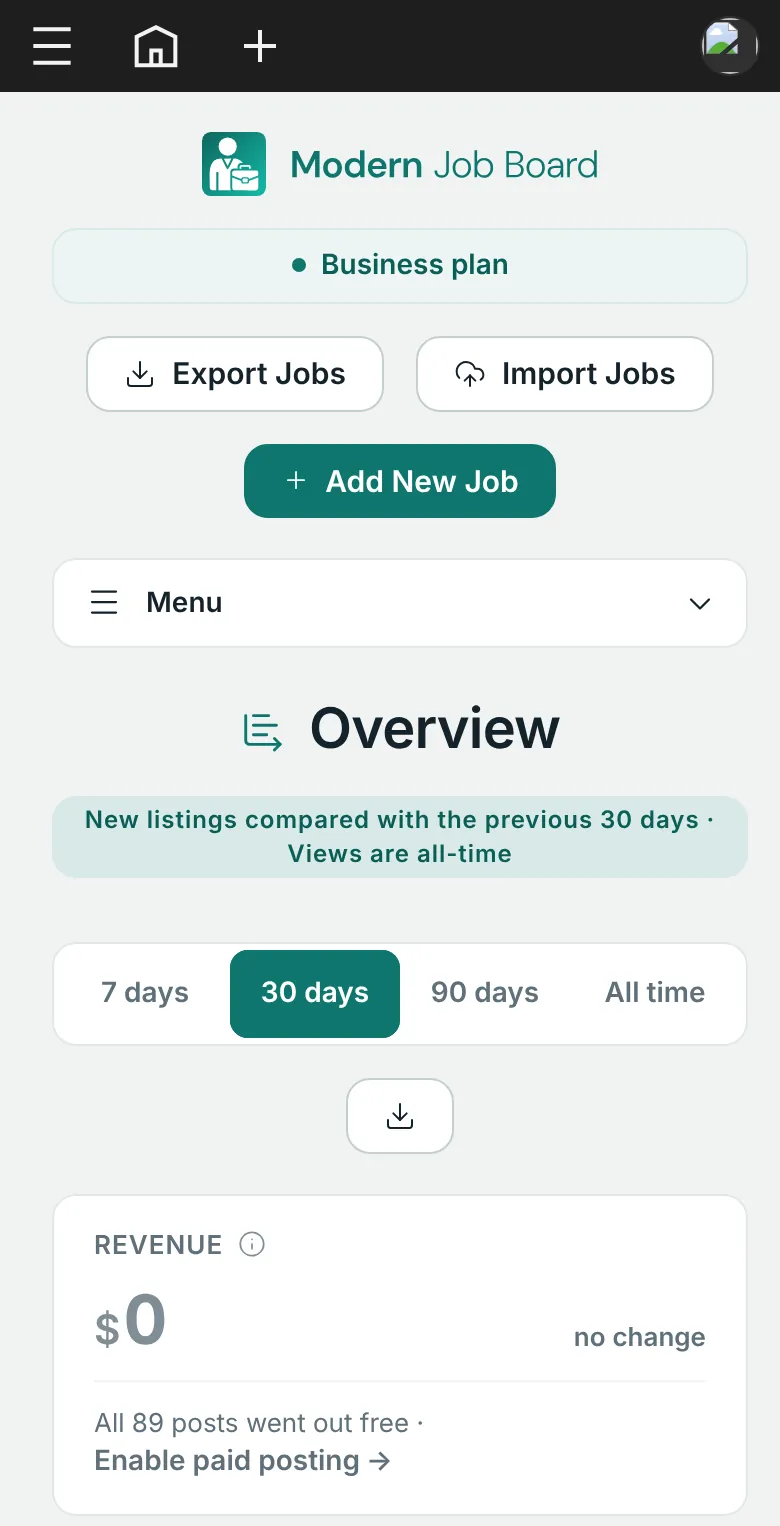 Modern Job Board
Business plan
Export Jobs
Import Jobs
Add New Job
Menu
Overview
New listings compared with the previous 30 days ·
Views are all-time
7 days
30 days
90 days
All time
REVENUE
$0
no change
All 89 posts went out free ·
Enable paid posting →